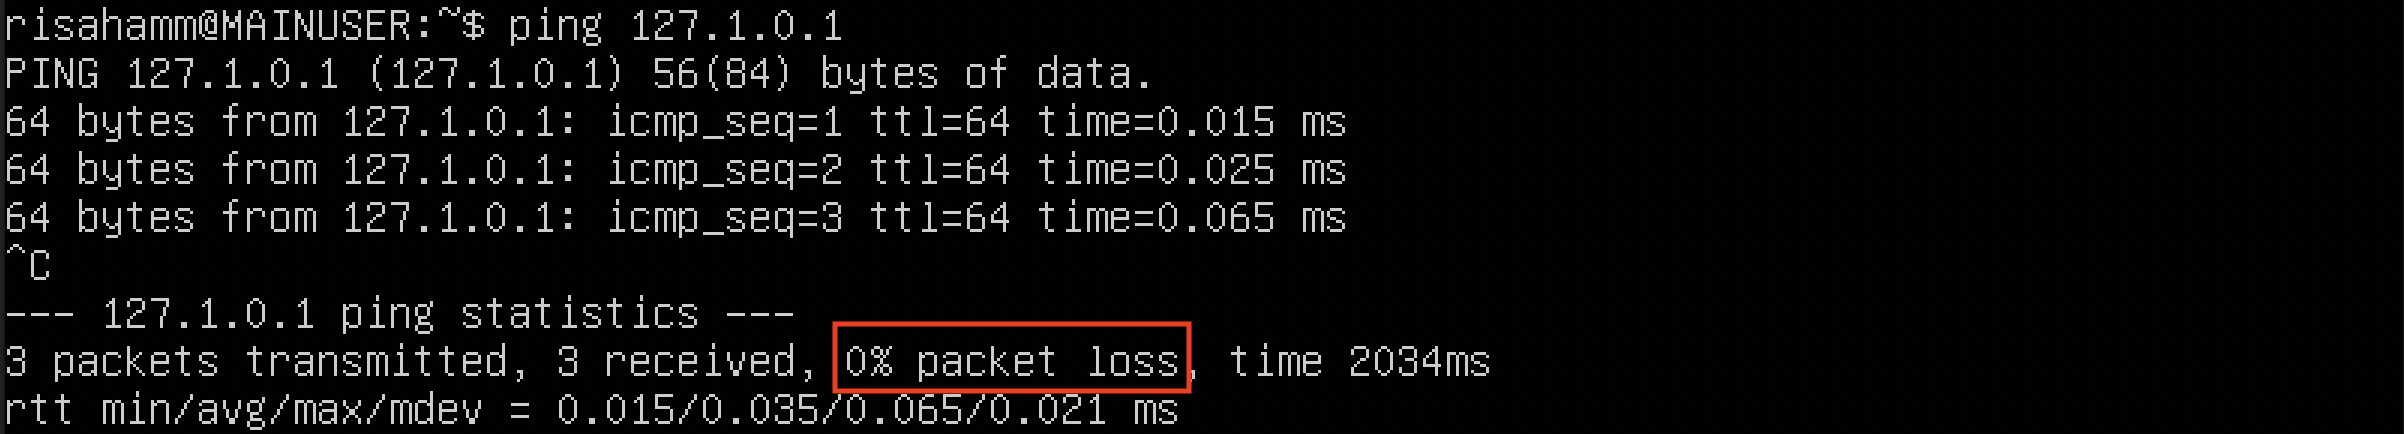 risahamm@MAINUSER:~$ ping 127.1.0.1
PING 127.1.0.1 (127.1.0.1) 56(84) bytes of data.
64 bytes from 127.1.0.1: icmp_seq=1 ttl=64 time=0.015 ms
64 bytes from 127.1.0.1: icmp_seq=2 ttl=64 time=0.025 ms
64 bytes from 127.1.0.1: icmp_seq=3 ttl=64 time=0.065 ms
^C
--- 127.1.0.1 ping statistics ---
3 packets transmitted, 3 received, 0% packet loss, time 2034ms
rtt min/avg/max/mdev = 0.015/0.035/0.065/0.021 ms